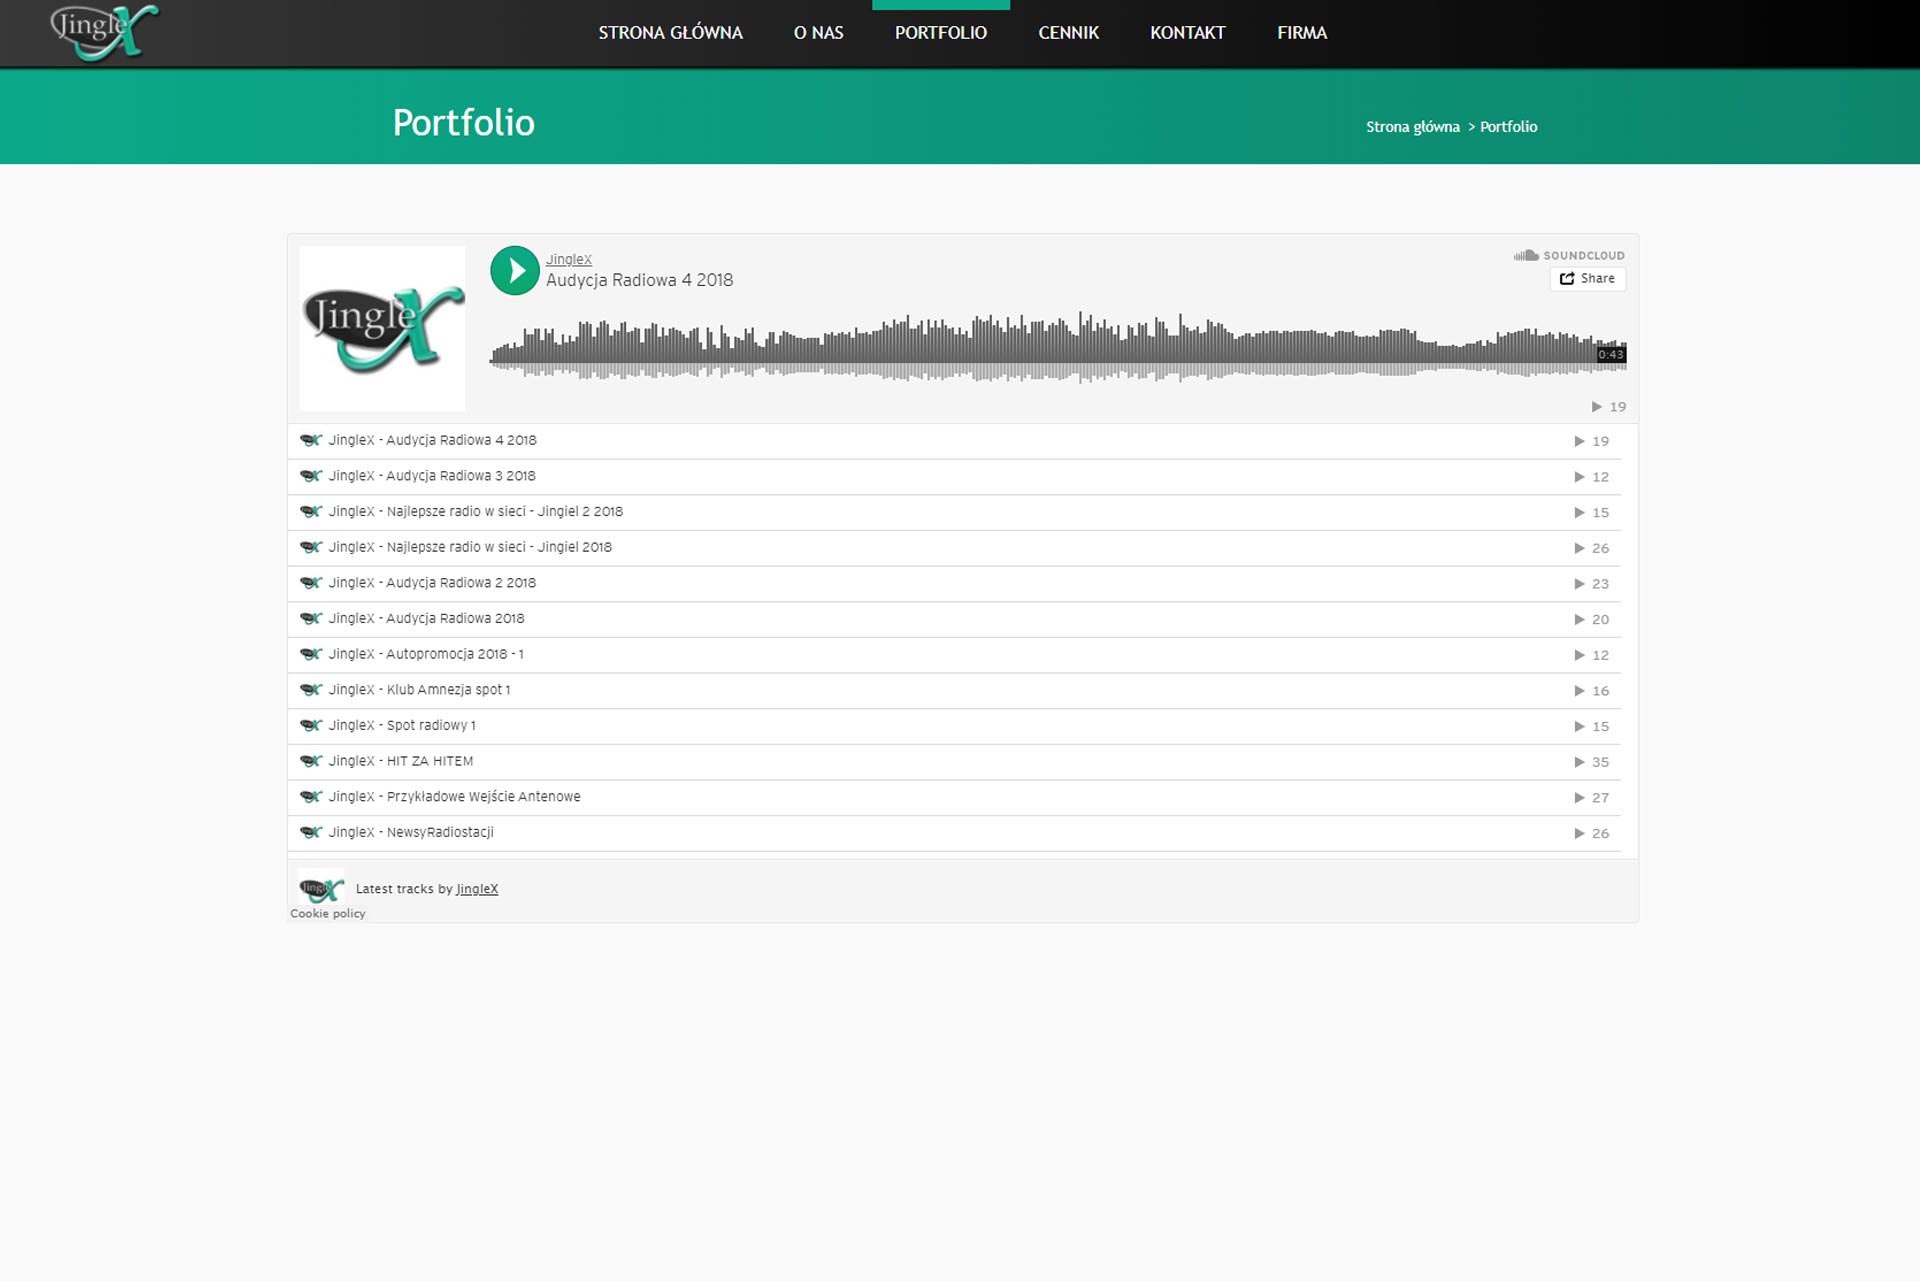 JingleX
STRONA GŁÓWNA O NAS PORTFOLIO CENNIK KONTAKT FIRMA
Portfolio
Strona główna > Portfolio
JingleX
JingleX
Audycja Radiowa 4 2018
SOUNDCLOUD
Share
0:43
19
JingleX - Audycja Radiowa 4 2018 19
JingleX - Audycja Radiowa 3 2018 12
JingleX - Najlepsze radio w sieci - Jingiel 2 2018 15
JingleX - Najlepsze radio w sieci - Jingiel 2018 26
JingleX - Audycja Radiowa 2 2018 23
JingleX - Audycja Radiowa 2018 20
JingleX - Autopromocja 2018 - 1 12
JingleX - Klub Amnezja spot 1 16
JingleX - Spot radiowy 1 15
JingleX - HIT ZA HITEM 35
JingleX - Przykładowe Wejście Antenowe 27
JingleX - NewsyRadiostacji 26
JingleX
Latest tracks by JingleX
Cookie policy